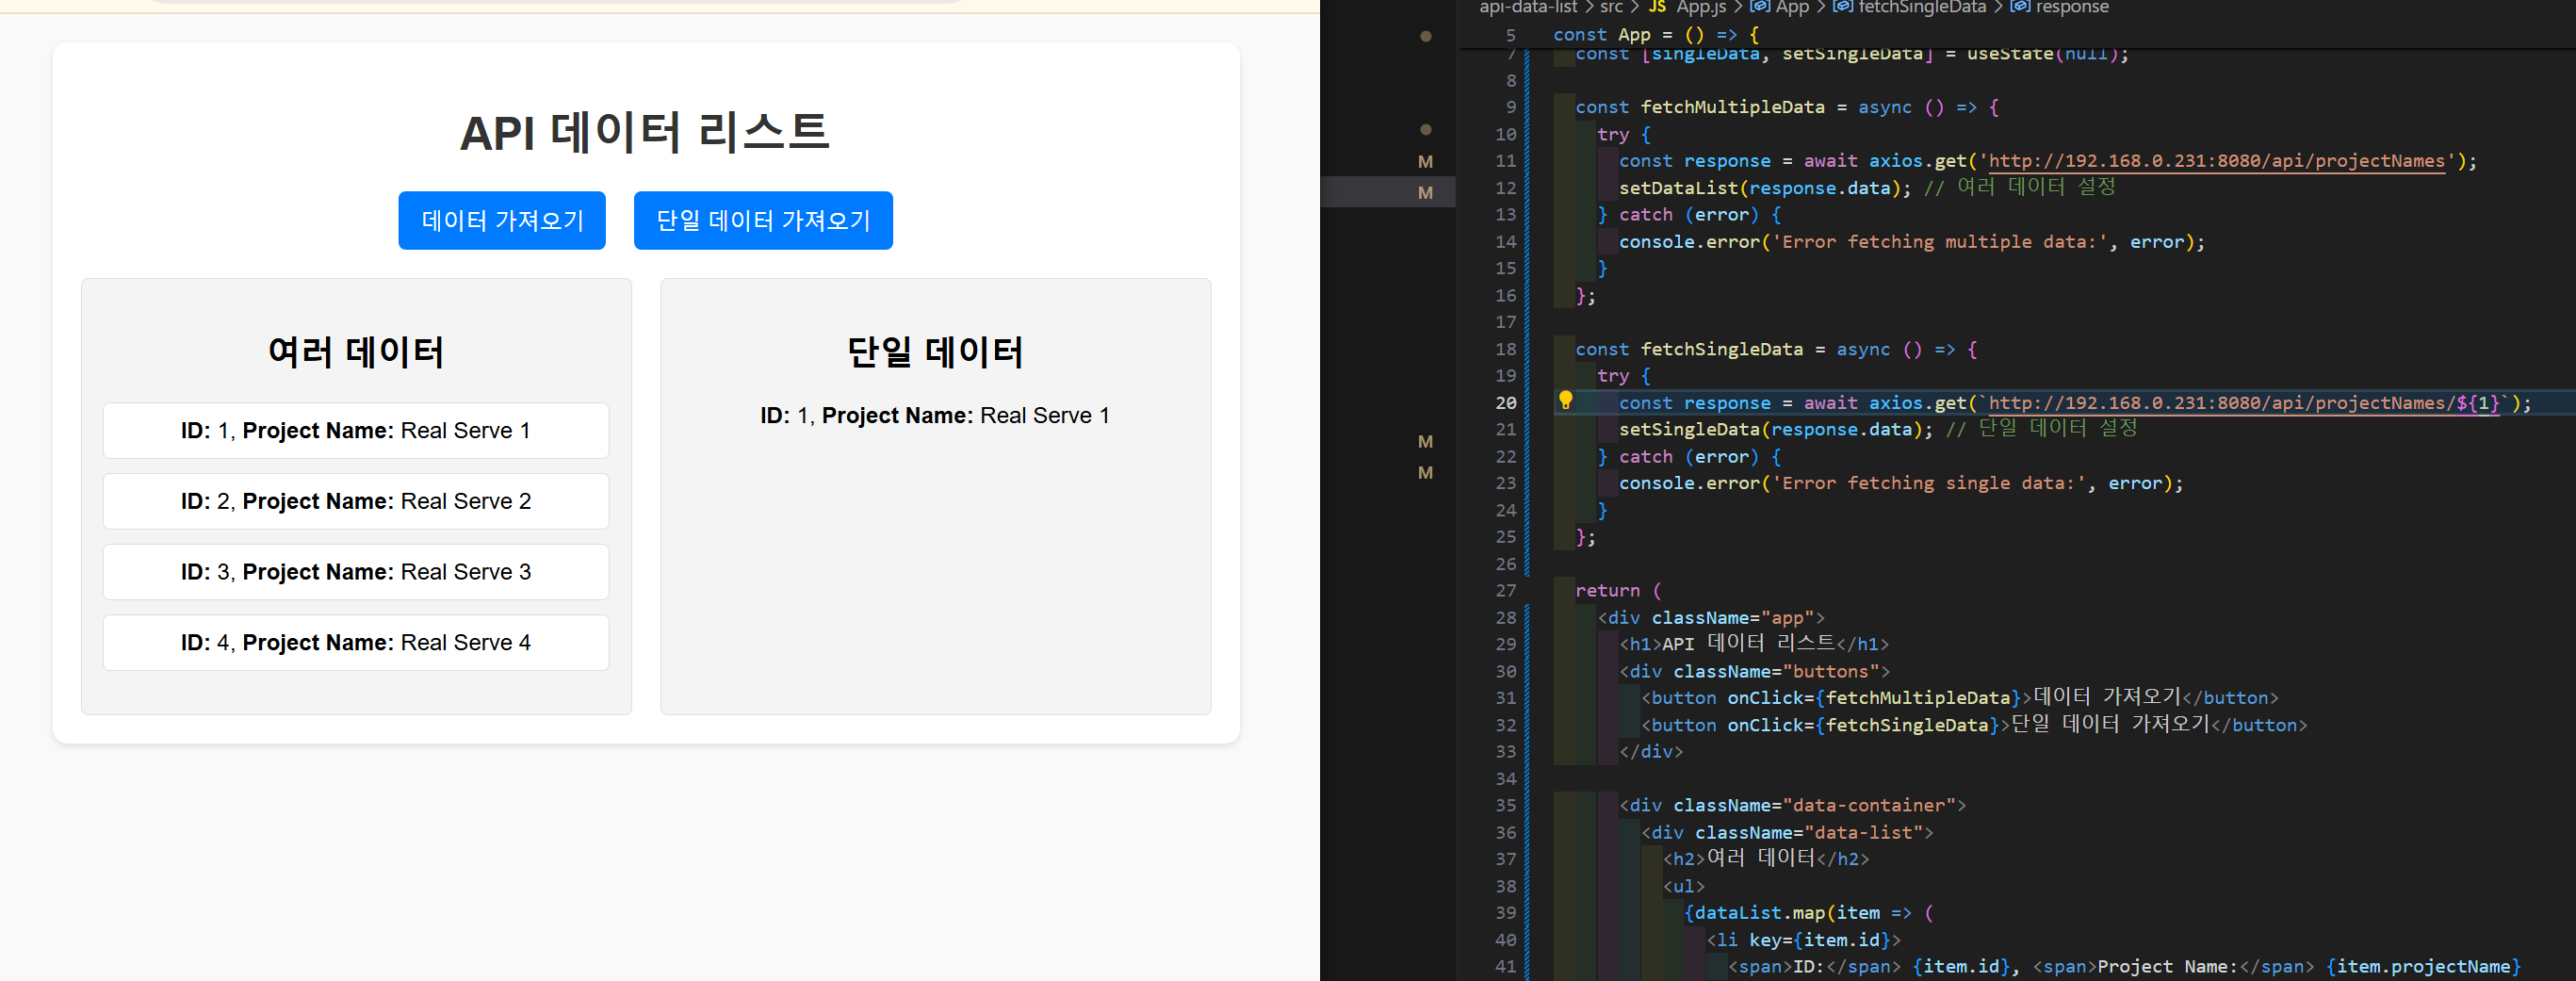 API 데이터 리스트
데이터 가져오기
단일 데이터 가져오기
여러 데이터
ID: 1, Project Name: Real Serve 1
ID: 2, Project Name: Real Serve 2
ID: 3, Project Name: Real Serve 3
ID: 4, Project Name: Real Serve 4
단일 데이터
ID: 1, Project Name: Real Serve 1
M
M
M
M
api-data-list > src > JS App.js > App > fetchSingleData > response
5 const App = () => {
7 const [singleData, setSingleData] = useState(null);
8
9 const fetchMultipleData = async () => {
10 try {
11 const response = await axios.get('http://192.168.0.231:8080/api/projectNames');
12 setDataList(response.data); // 여러 데이터 설정
13 } catch (error) {
14 console.error('Error fetching multiple data:', error);
15 }
16 };
17
18 const fetchSingleData = async () => {
19 try {
20 const response = await axios.get(`http://192.168.0.231:8080/api/projectNames/${1}`);
21 setSingleData(response.data); // 단일 데이터 설정
22 } catch (error) {
23 console.error('Error fetching single data:', error);
24 }
25 };
26
27 return (
28 <div className="app">
29 <h1>API 데이터 리스트</h1>
30 <div className="buttons">
31 <button onClick={fetchMultipleData}>데이터 가져오기</button>
32 <button onClick={fetchSingleData}>단일 데이터 가져오기</button>
33 </div>
34
35 <div className="data-container">
36 <div className="data-list">
37 <h2>여러 데이터</h2>
38 <ul>
39 {dataList.map(item => (
40 <li key={item.id}>
41 <span>ID:</span> {item.id}, <span>Project Name:</span> {item.projectName}